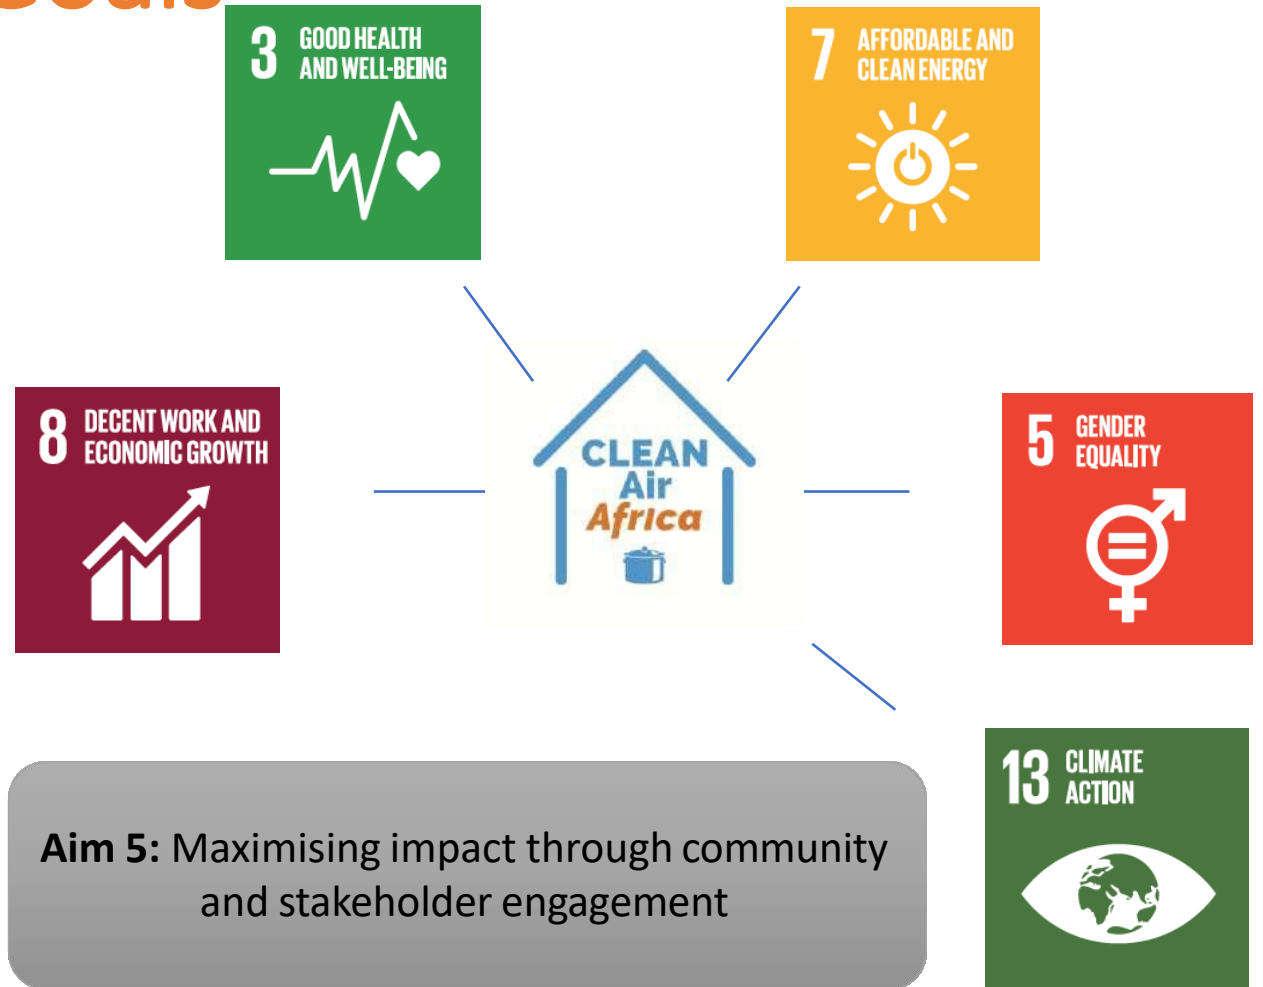 Goals
3 GOOD HEALTH
AND WELL-BEING
7 AFFORDABLE AND
CLEAN ENERGY
8 DECENT WORK AND
ECONOMIC GROWTH
CLEAN
Air
Africa
5 GENDER
EQUALITY
13 CLIMATE
ACTION
Aim 5: Maximising impact through community
and stakeholder engagement